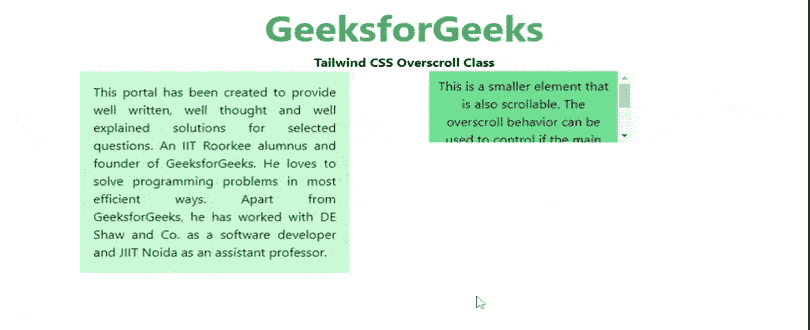 GeeksforGeeks
Tailwind CSS Overscroll Class
This portal has been created to provide
well written, well thought and well
explained solutions for selected
questions. An IIT Roorkee alumnus and
founder of GeeksforGeeks. He loves to
solve programming problems in most
efficient ways. Apart from
GeeksforGeeks, he has worked with DE
Shaw and Co. as a software developer
and JIIT Noida as an assistant professor.
This is a smaller element that
is also scrollable. The
overscroll behavior can be
used to control if the main